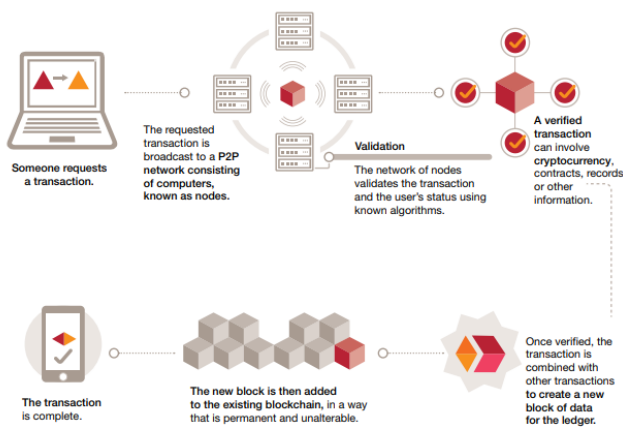 Someone requests
a transaction.
The requested
transaction is
broadcast to a P2P
network consisting
of computers,
known as nodes.
Validation
The network of nodes
validates the transaction
and the user's status using
known algorithms.
A verified
transaction
can involve
cryptocurrency,
contracts, records
or other
information.
Once verified, the
transaction is
combined with
other transactions
to create a new
block of data
for the ledger.
The new block is then added
to the existing blockchain, in a way
that is permanent and unalterable.
The transaction
is complete.